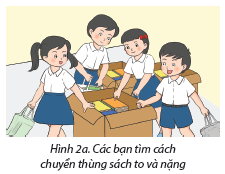 Hình 2a. Các bạn tìm cách
chuyển thùng sách to và nặng